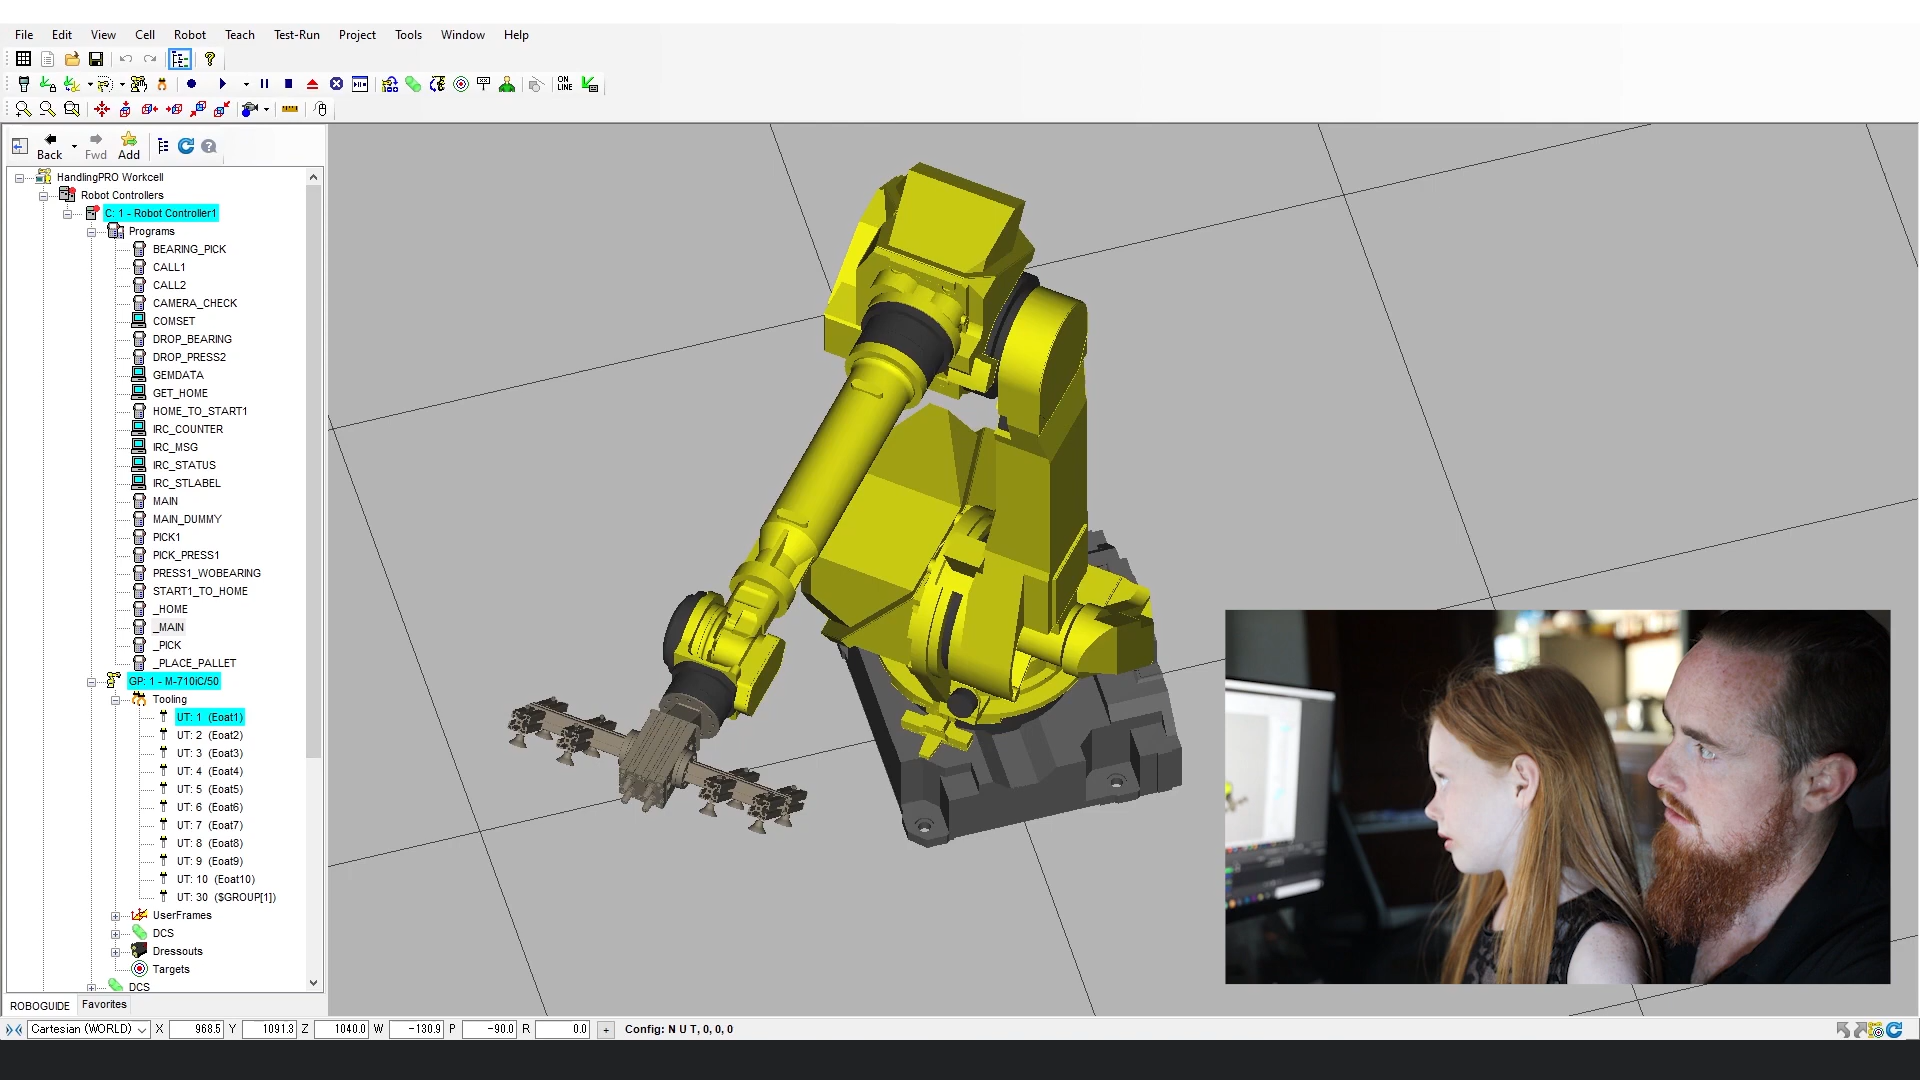 File Edit View Cell Robot Teach Test-Run Project Tools Window Help
ON
LINE
Back Fwd Add
HandlingPRO Workcell
Robot Controllers
C: 1 - Robot Controller1
Programs
BEARING_PICK
CALL1
CALL2
CAMERA_CHECK
COMSET
DROP_BEARING
DROP_PRESS2
GEMDATA
GET_HOME
HOME_TO_START1
IRC_COUNTER
IRC_MSG
IRC_STATUS
IRC_STLABEL
MAIN
MAIN_DUMMY
PICK1
PICK_PRESS1
PRESS1_WOBEARING
START1_TO_HOME
_HOME
_MAIN
_PICK
_PLACE_PALLET
GP: 1 - M-710iC/50
Tooling
UT: 1 (Eoat1)
UT: 2 (Eoat2)
UT: 3 (Eoat3)
UT: 4 (Eoat4)
UT: 5 (Eoat5)
UT: 6 (Eoat6)
UT: 7 (Eoat7)
UT: 8 (Eoat8)
UT: 9 (Eoat9)
UT: 10 (Eoat10)
UT: 30 ($GROUP[1])
UserFrames
DCS
Dressouts
Targets
DCS
ROBOGUIDE Favorites
Cartesian (WORLD) X 968.5 Y 1091.3 Z 1040.0 W -130.9 P -90.0 R 0.0 + Config: N U T, 0, 0, 0